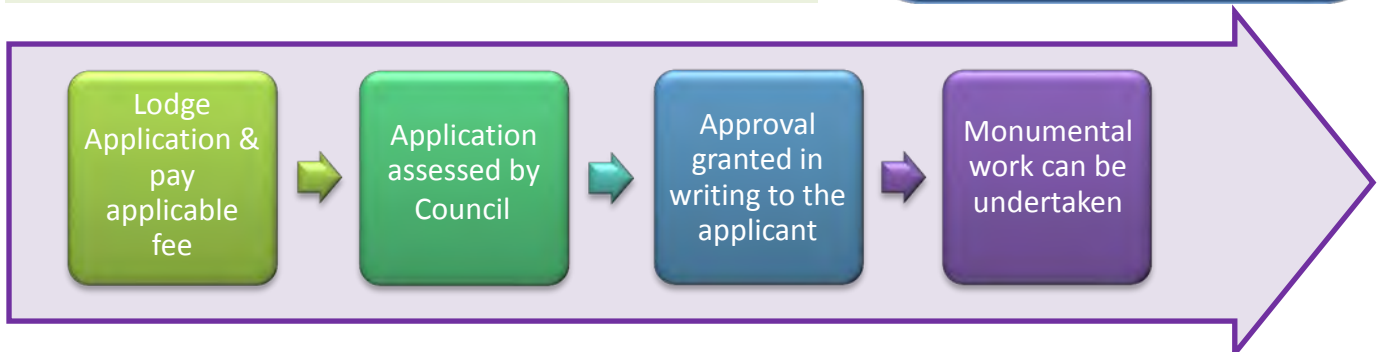 Lodge
Application &
pay
applicable
fee
Application
assessed by
Council
Approval
granted in
writing to the
applicant
Monumental
work can be
undertaken